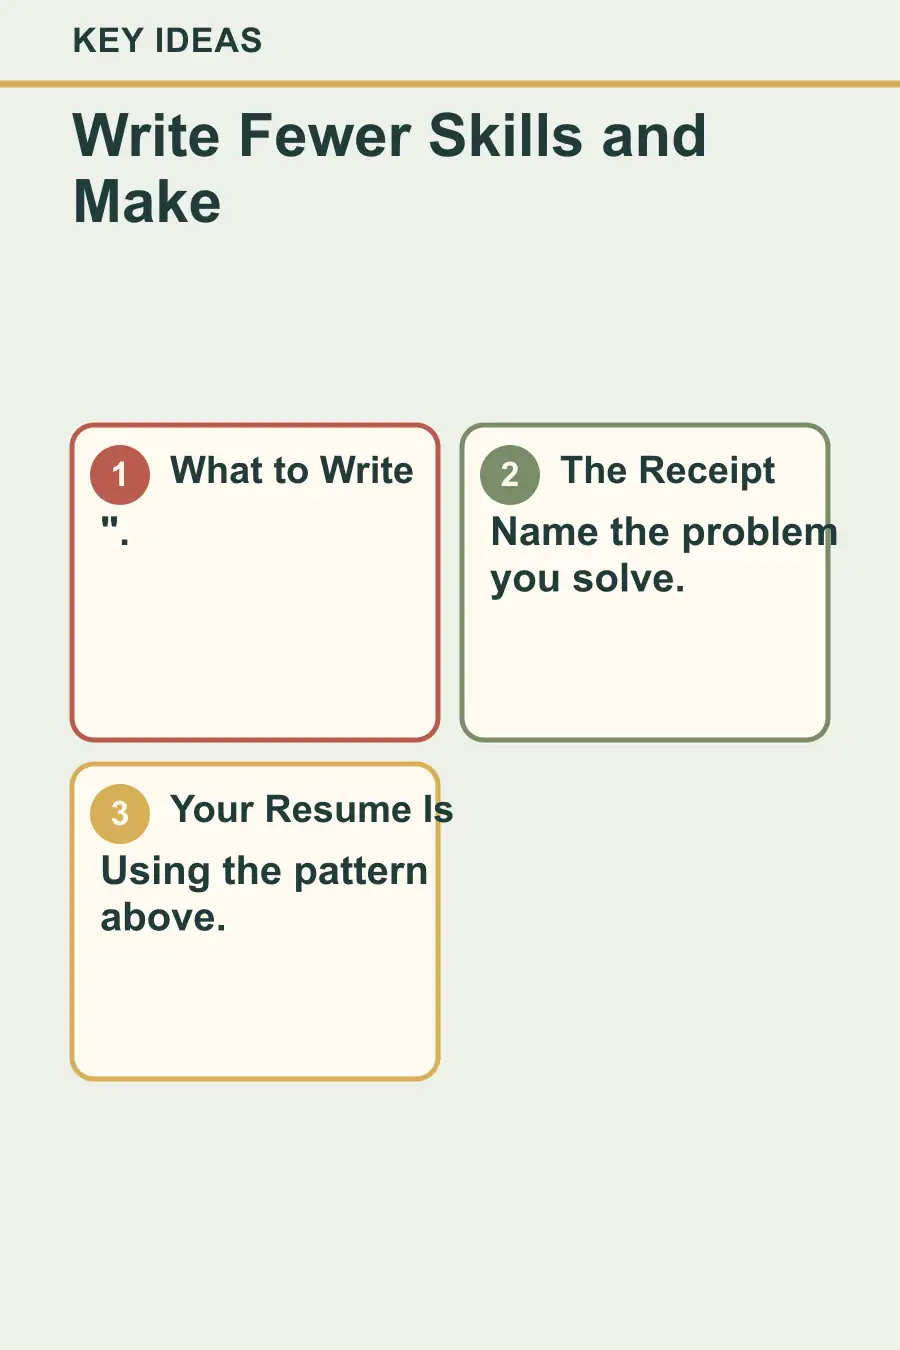 KEY IDEAS
Write Fewer Skills and
Make
1 What to Write
".
2 The Receipt
Name the problem
you solve.
3 Your Resume Is
Using the pattern
above.